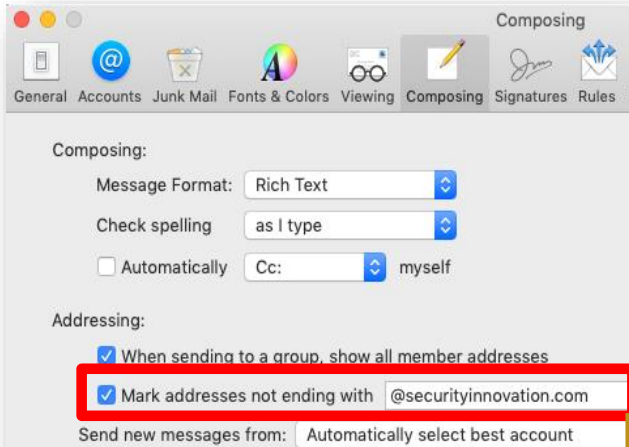 Composing
General Accounts Junk Mail Fonts & Colors Viewing Composing Signatures Rules
Composing:
Message Format: Rich Text
Check spelling as I type
Automatically Cc: myself
Addressing:
When sending to a group, show all member addresses
Mark addresses not ending with @securityinnovation.com
Send new messages from: Automatically select best account